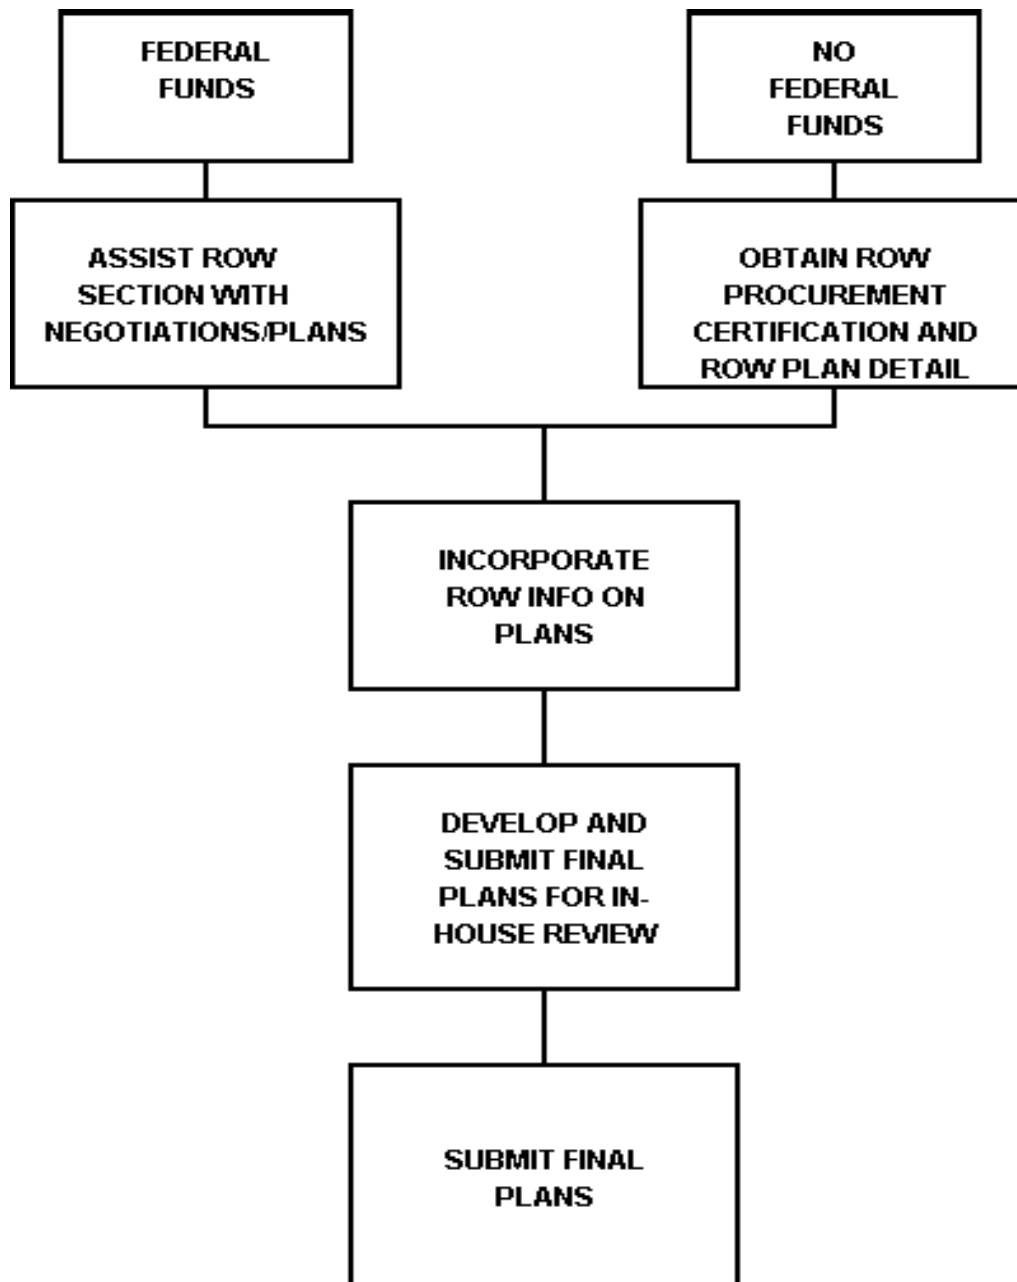 FEDERAL
FUNDS
NO
FEDERAL
FUNDS
ASSIST ROW
SECTION WITH
NEGOTIATIONS/PLANS
OBTAIN ROW
PROCUREMENT
CERTIFICATION AND
ROW PLAN DETAIL
INCORPORATE
ROW INFO ON
PLANS
DEVELOP AND
SUBMIT FINAL
PLANS FOR IN-
HOUSE REVIEW
SUBMIT FINAL
PLANS